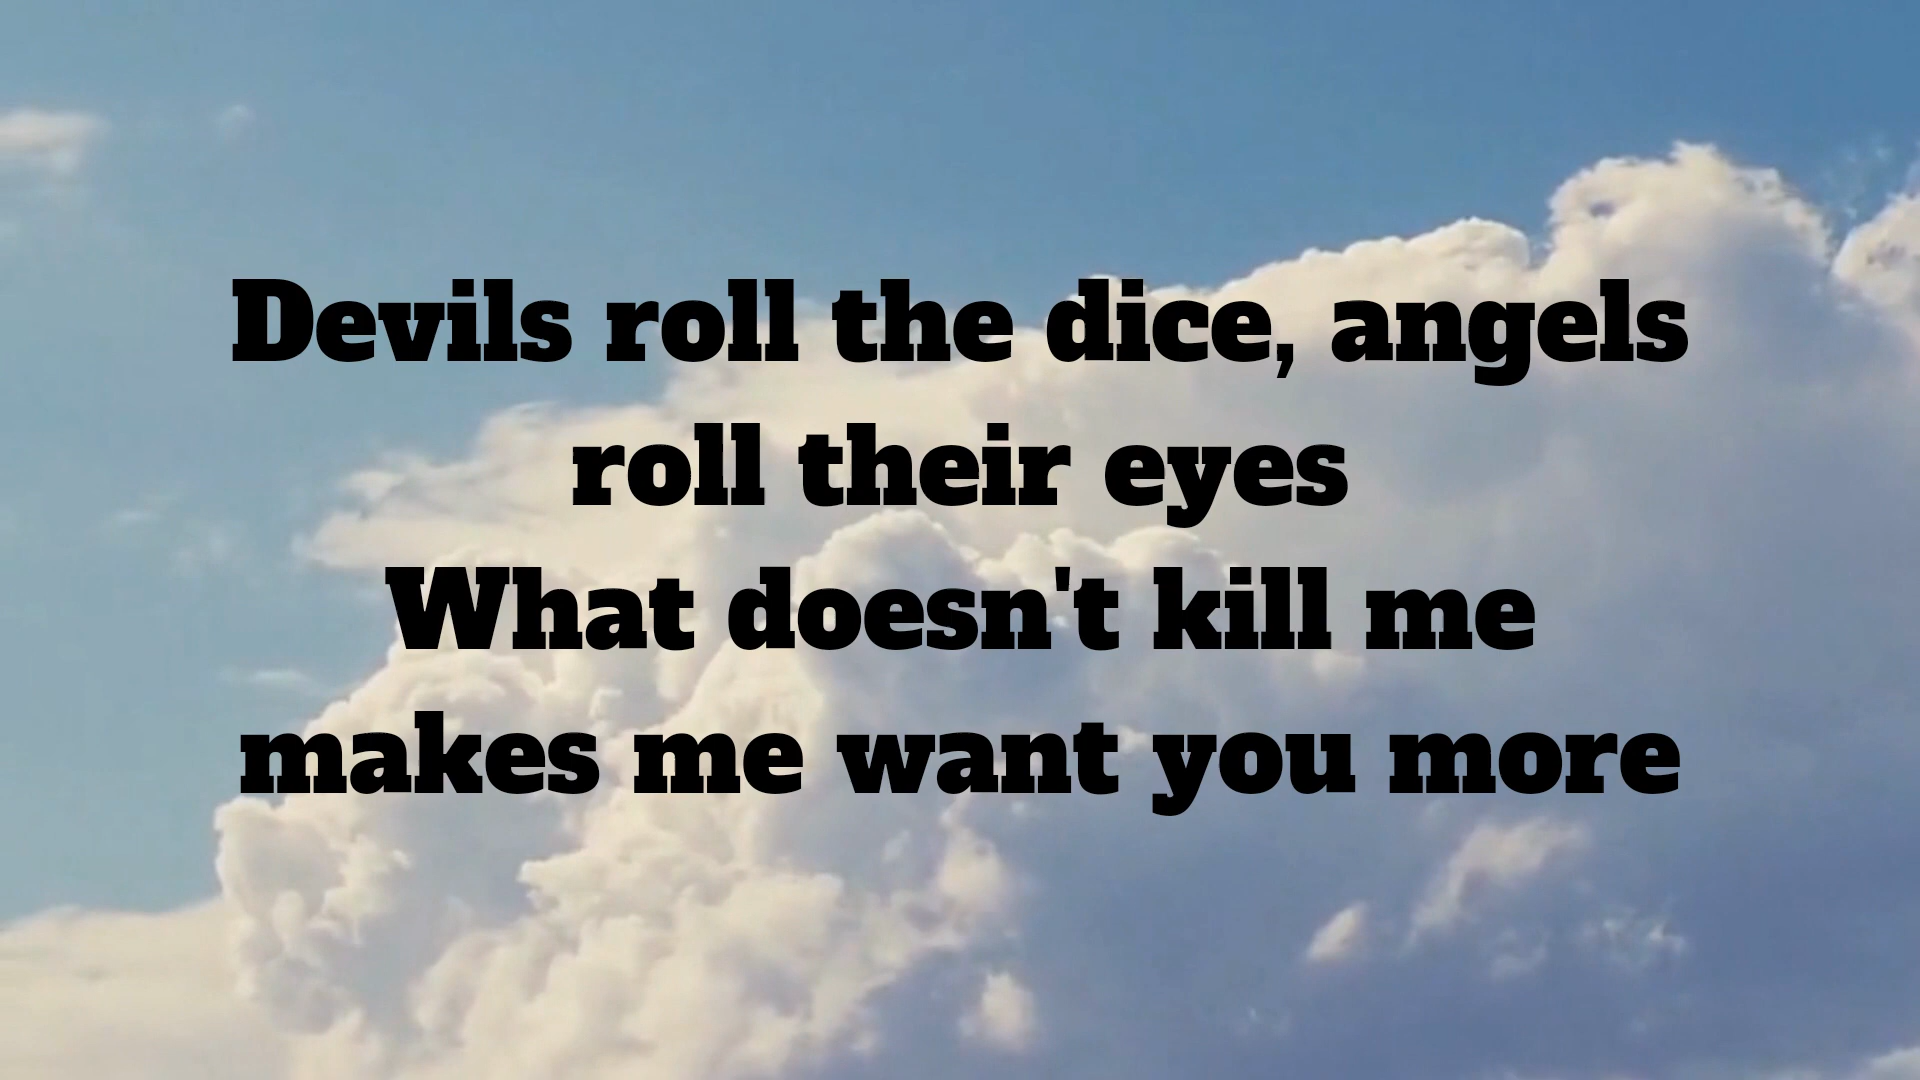 Devils roll the dice, angels
roll their eyes
What doesn't kill me
makes me want you more